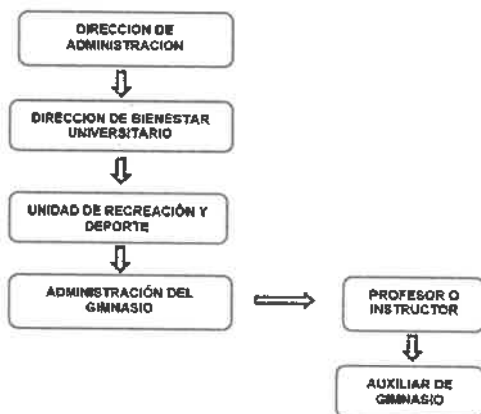 DIRECCION DE
ADMINISTRACION
DIRECCION DE BIENESTAR
UNIVERSITARIO
UNIDAD DE RECREACIÓN Y
DEPORTE
ADMINISTRACIÓN DEL
GIMNASIO
PROFESOR O
INSTRUCTOR
AUXILIAR DE
GIMNASIO